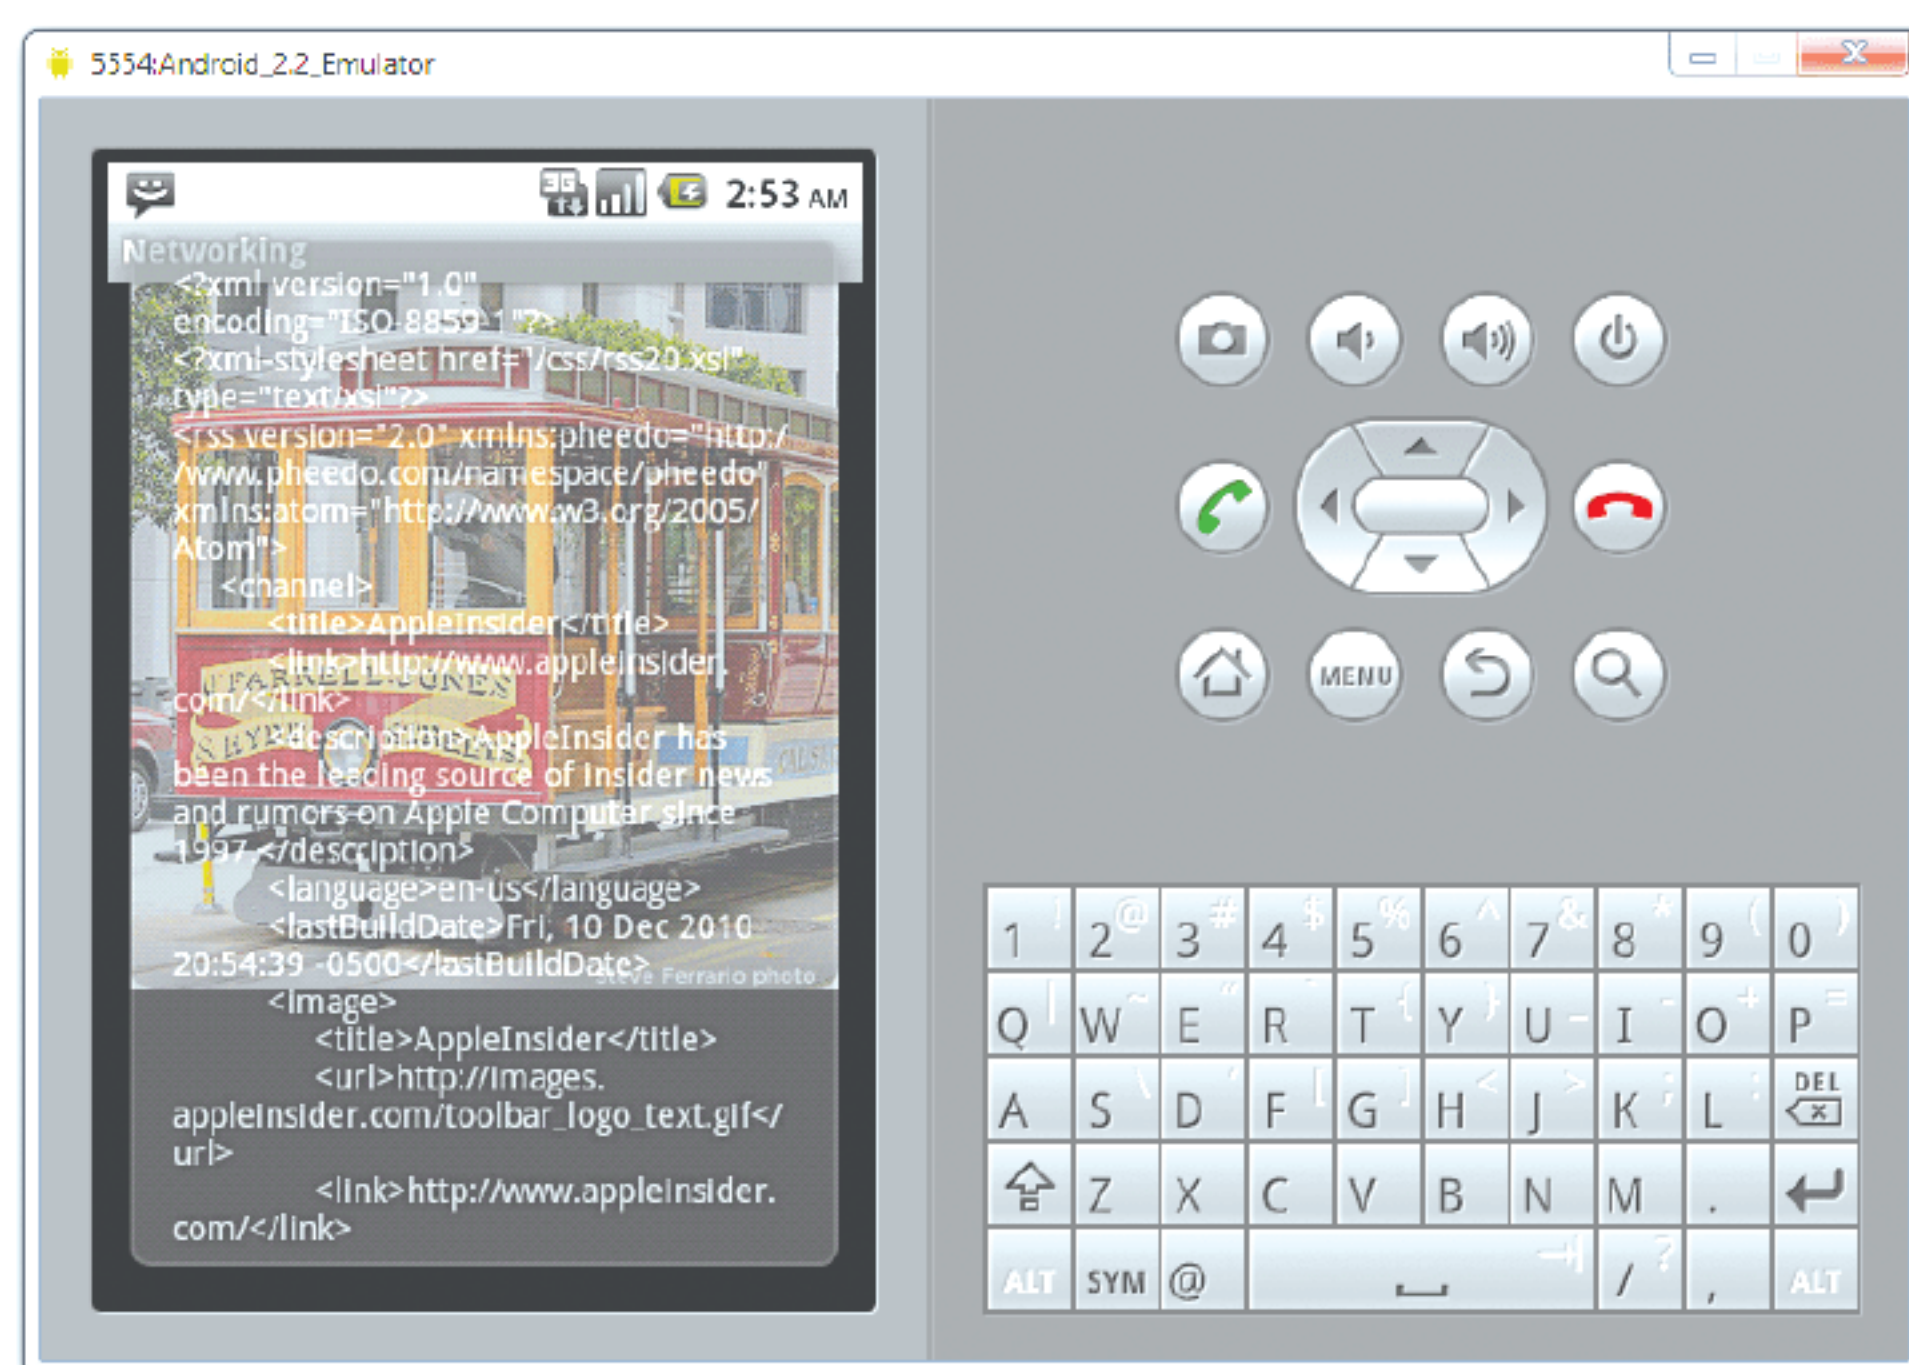 5554:Android_2.2_Emulator
3G 2:53 AM
Networking
<?xml version="1.0"
encoding="ISO-8859-1"?>
<?xml-stylesheet href="/css/rss20.xsl"
type="text/xsl"?>
<rss version="2.0" xmlns:pheedo="http:/
/www.pheedo.com/namespace/pheedo"
xmlns:atom="http://www.w3.org/2005/
Atom">
<channel>
<title>AppleInsider</title>
<link>http://www.appleinsider.
com/</link>
<description>AppleInsider has
been the leading source of insider news
and rumors on Apple Computer since
1997.</description>
<language>en-us</language>
<lastBuildDate>Fri, 10 Dec 2010
20:54:39 -0500</lastBuildDate>
<image>
<title>AppleInsider</title>
<url>http://images.
appleinsider.com/toolbar_logo_text.gif</
url>
<link>http://www.appleinsider.
com/</link>
O'FARRELL-JONES
& HYDE STREETS
Steve Ferrario photo
MENU
1 ! 2 @ 3 # 4 $ 5 % 6 ^ 7 & 8 * 9 ( 0 )
Q | W ~ E " R ` T { Y } U _ I - O + P =
A S \ D ' F [ G ] H < J > K ; L : DEL
Z X C V B N M .
ALT SYM @ / ? , ALT